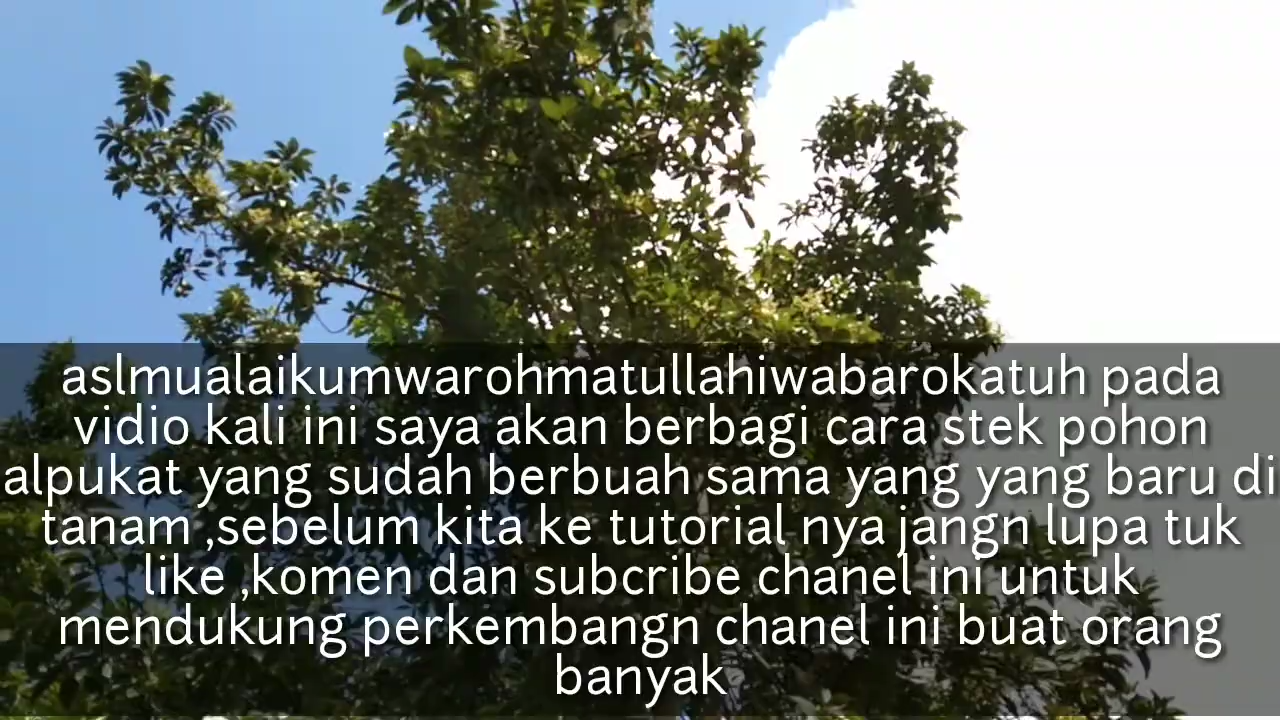 aslmualaikumwarohmatullahiwabarokatuh pada
vidio kali ini saya akan berbagi cara stek pohon
alpukat yang sudah berbuah sama yang yang baru di
tanam ,sebelum kita ke tutorial nya jangn lupa tuk
like ,komen dan subcribe chanel ini untuk
mendukung perkembangn chanel ini buat orang
banyak